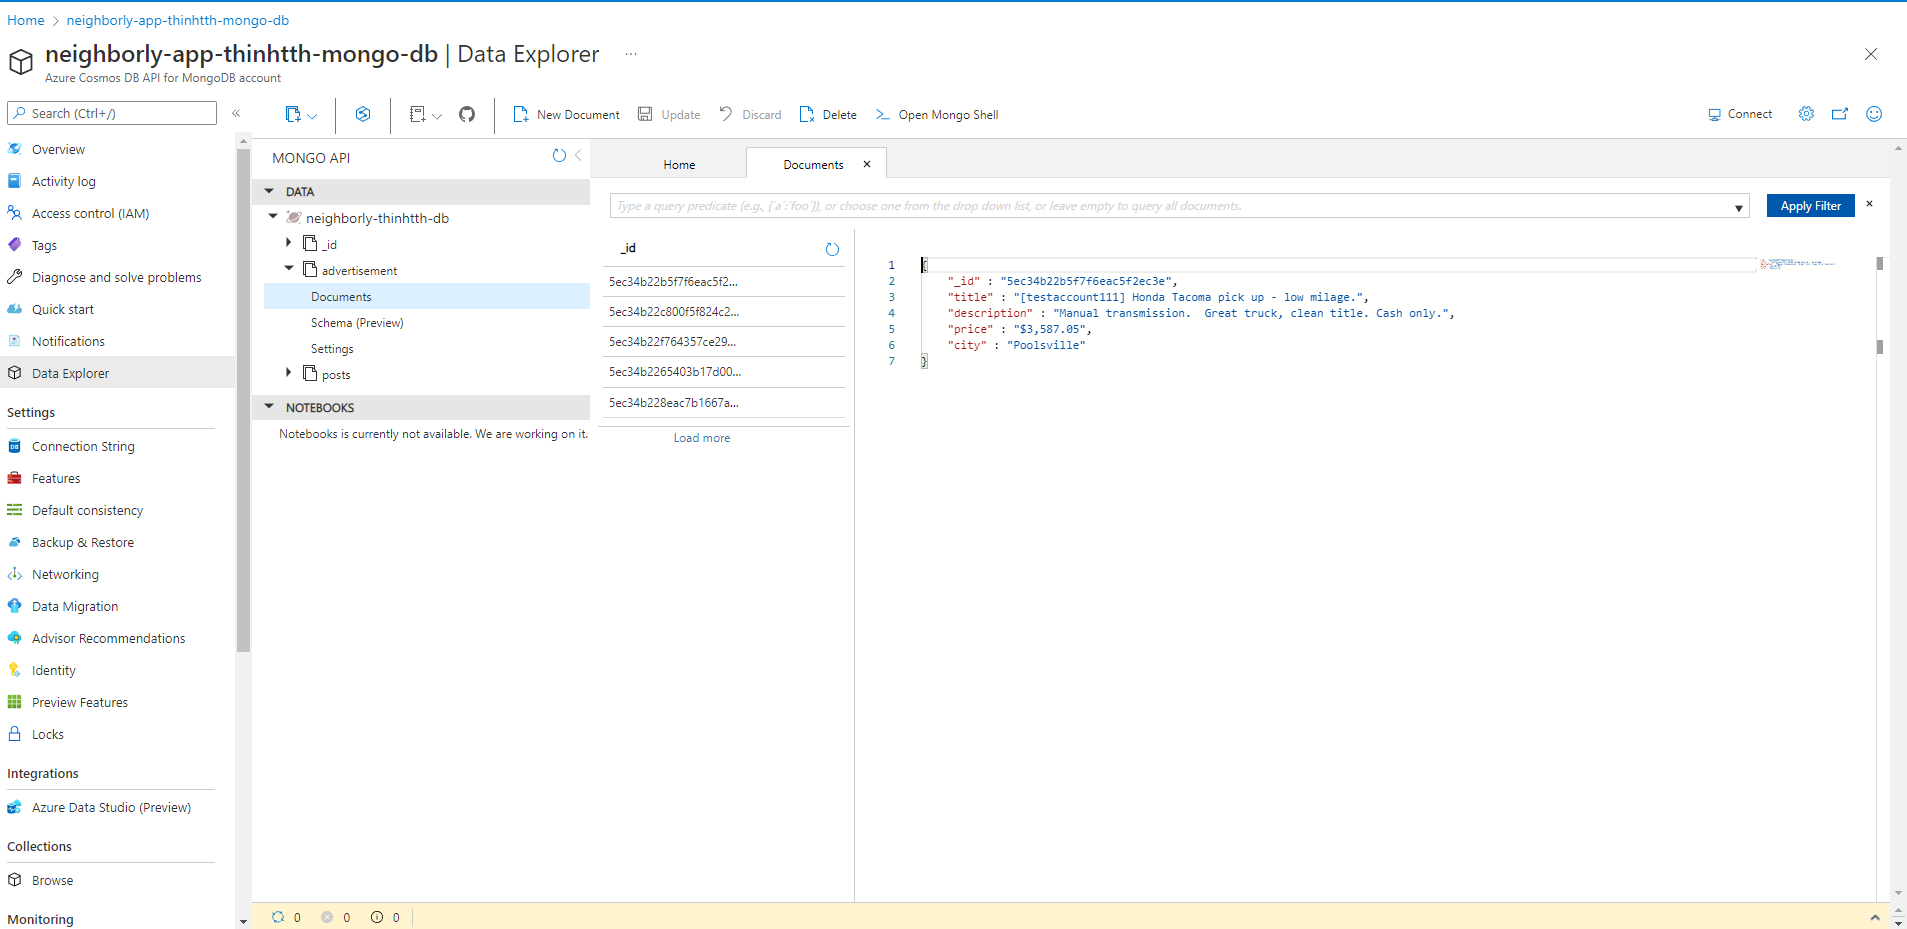 Home > neighborly-app-thinhtth-mongo-db
neighborly-app-thinhtth-mongo-db | Data Explorer ...
Azure Cosmos DB API for MongoDB account
Search (Ctrl+/)
«
New Document
Update
Discard
Delete
Open Mongo Shell
Connect
Overview
Activity log
Access control (IAM)
Tags
Diagnose and solve problems
Quick start
Notifications
Data Explorer
Settings
Connection String
Features
Default consistency
Backup & Restore
Networking
Data Migration
Advisor Recommendations
Identity
Preview Features
Locks
Integrations
Azure Data Studio (Preview)
Collections
Browse
Monitoring
MONGO API
DATA
neighborly-thinhtth-db
_id
advertisement
Documents
Schema (Preview)
Settings
posts
NOTEBOOKS
Notebooks is currently not available. We are working on it.
Home
Documents
Type a query predicate (e.g., {´a´:´foo´}), or choose one from the drop down list, or leave empty to query all documents.
Apply Filter
_id
5ec34b22b5f7f6eac5f2...
5ec34b22c800f5f824c2...
5ec34b22f764357ce29...
5ec34b2265403b17d00...
5ec34b228eac7b1667a...
Load more
1 {
2 "_id" : "5ec34b22b5f7f6eac5f2ec3e",
3 "title" : "[testaccount111] Honda Tacoma pick up - low milage.",
4 "description" : "Manual transmission.  Great truck, clean title. Cash only.",
5 "price" : "$3,587.05",
6 "city" : "Poolsville"
7 }
0 0 0